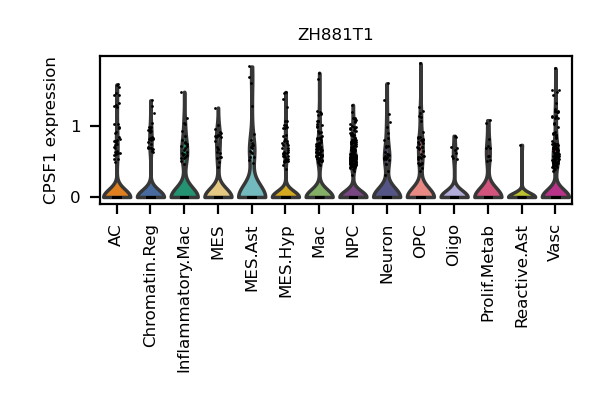 ZH881T1
CPSF1 expression
1
0
AC
Chromatin.Reg
Inflammatory.Mac
MES
MES.Ast
MES.Hyp
Mac
NPC
Neuron
OPC
Oligo
Prolif.Metab
Reactive.Ast
Vasc